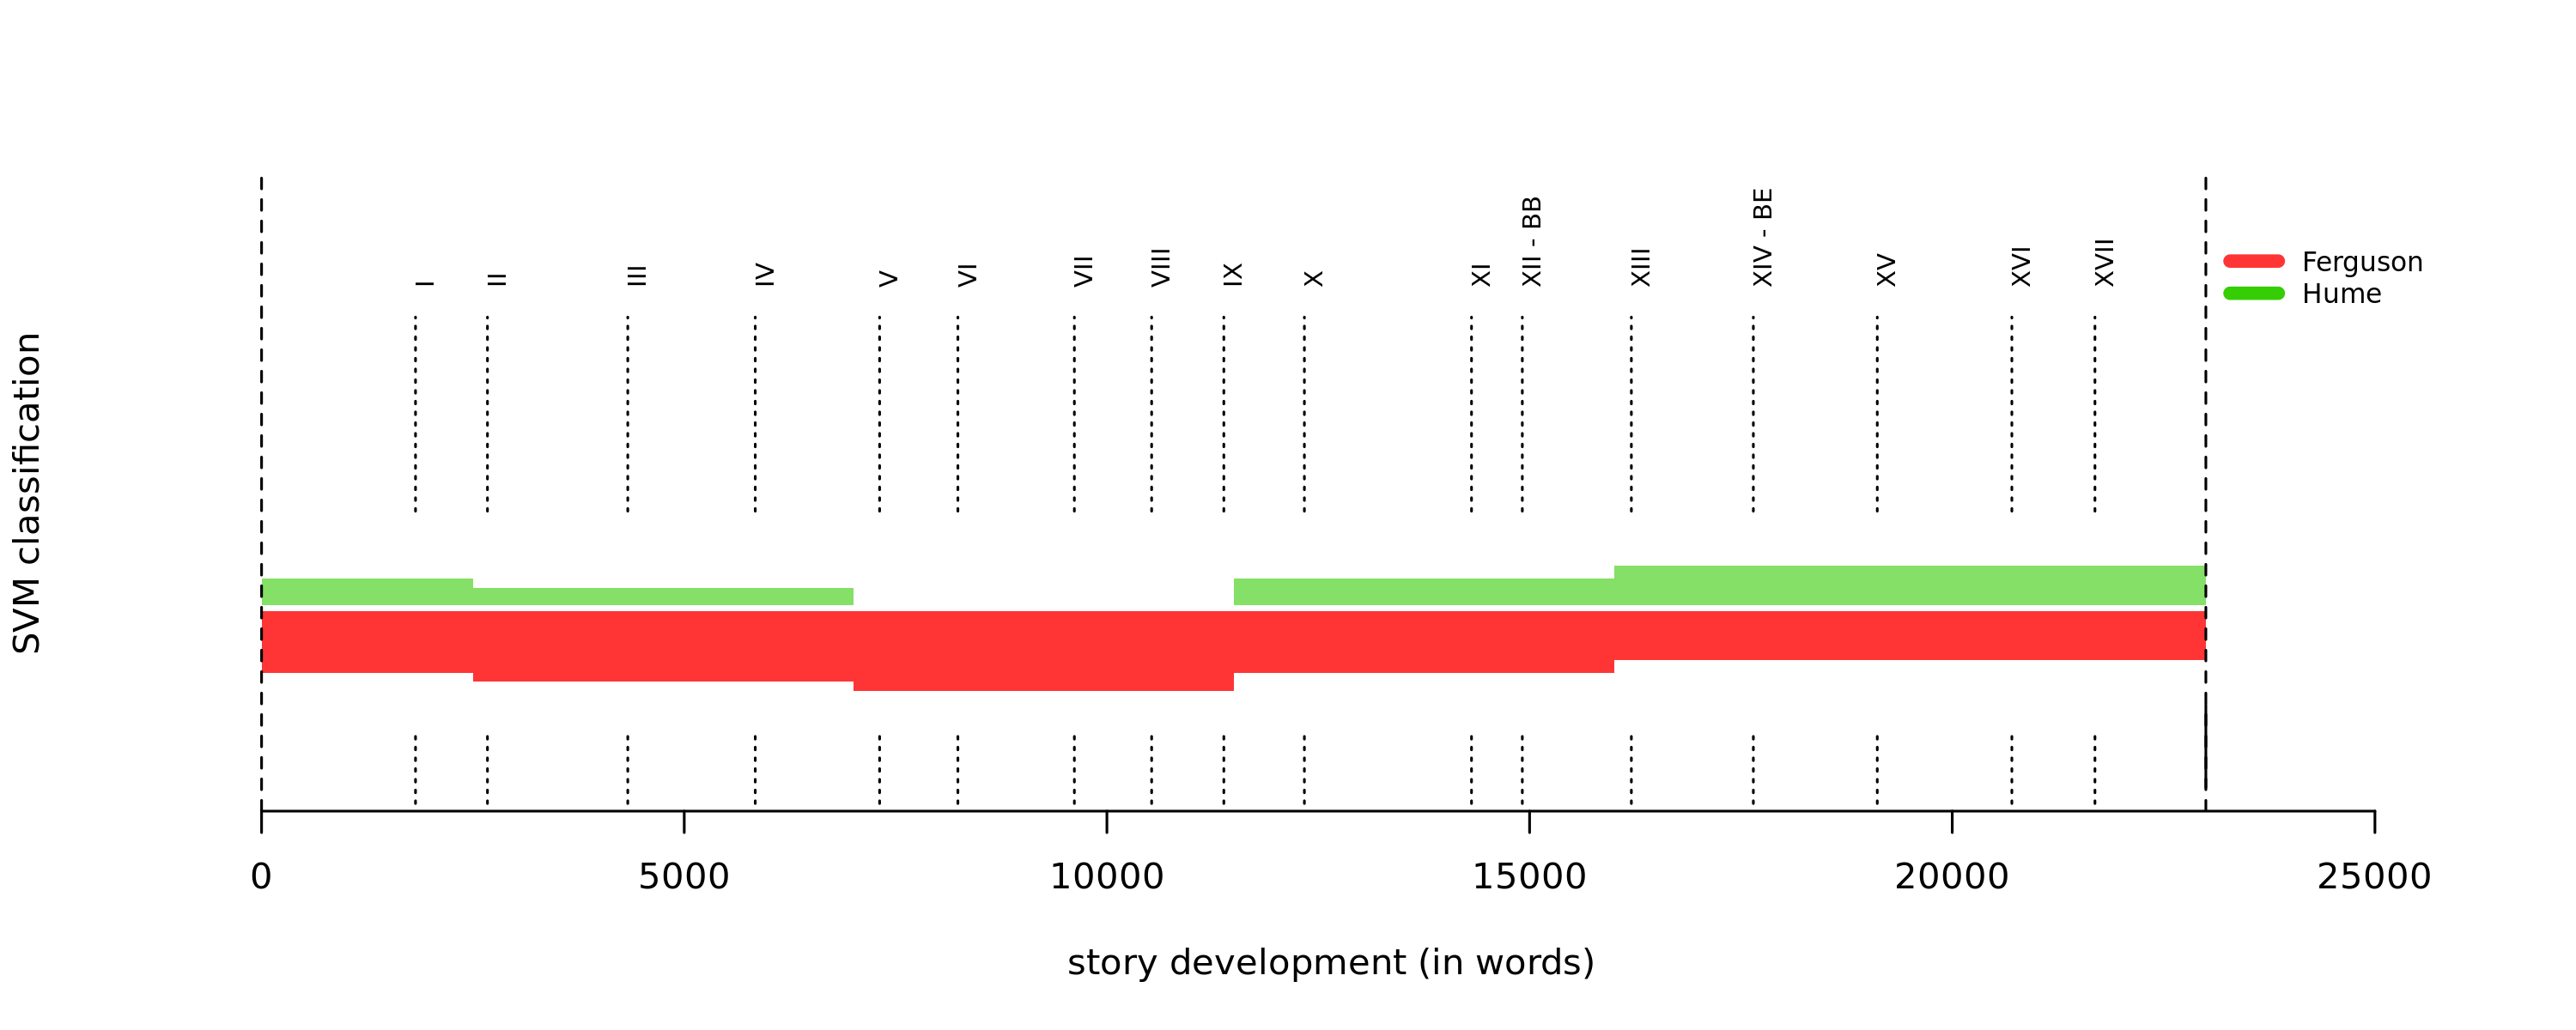 I
II
III
IV
V
VI
VII
VIII
IX
X
XI
XII - BB
XIII
XIV - BE
XV
XVI
XVII
Ferguson
Hume
SVM classification
0 5000 10000 15000 20000 25000
story development (in words)